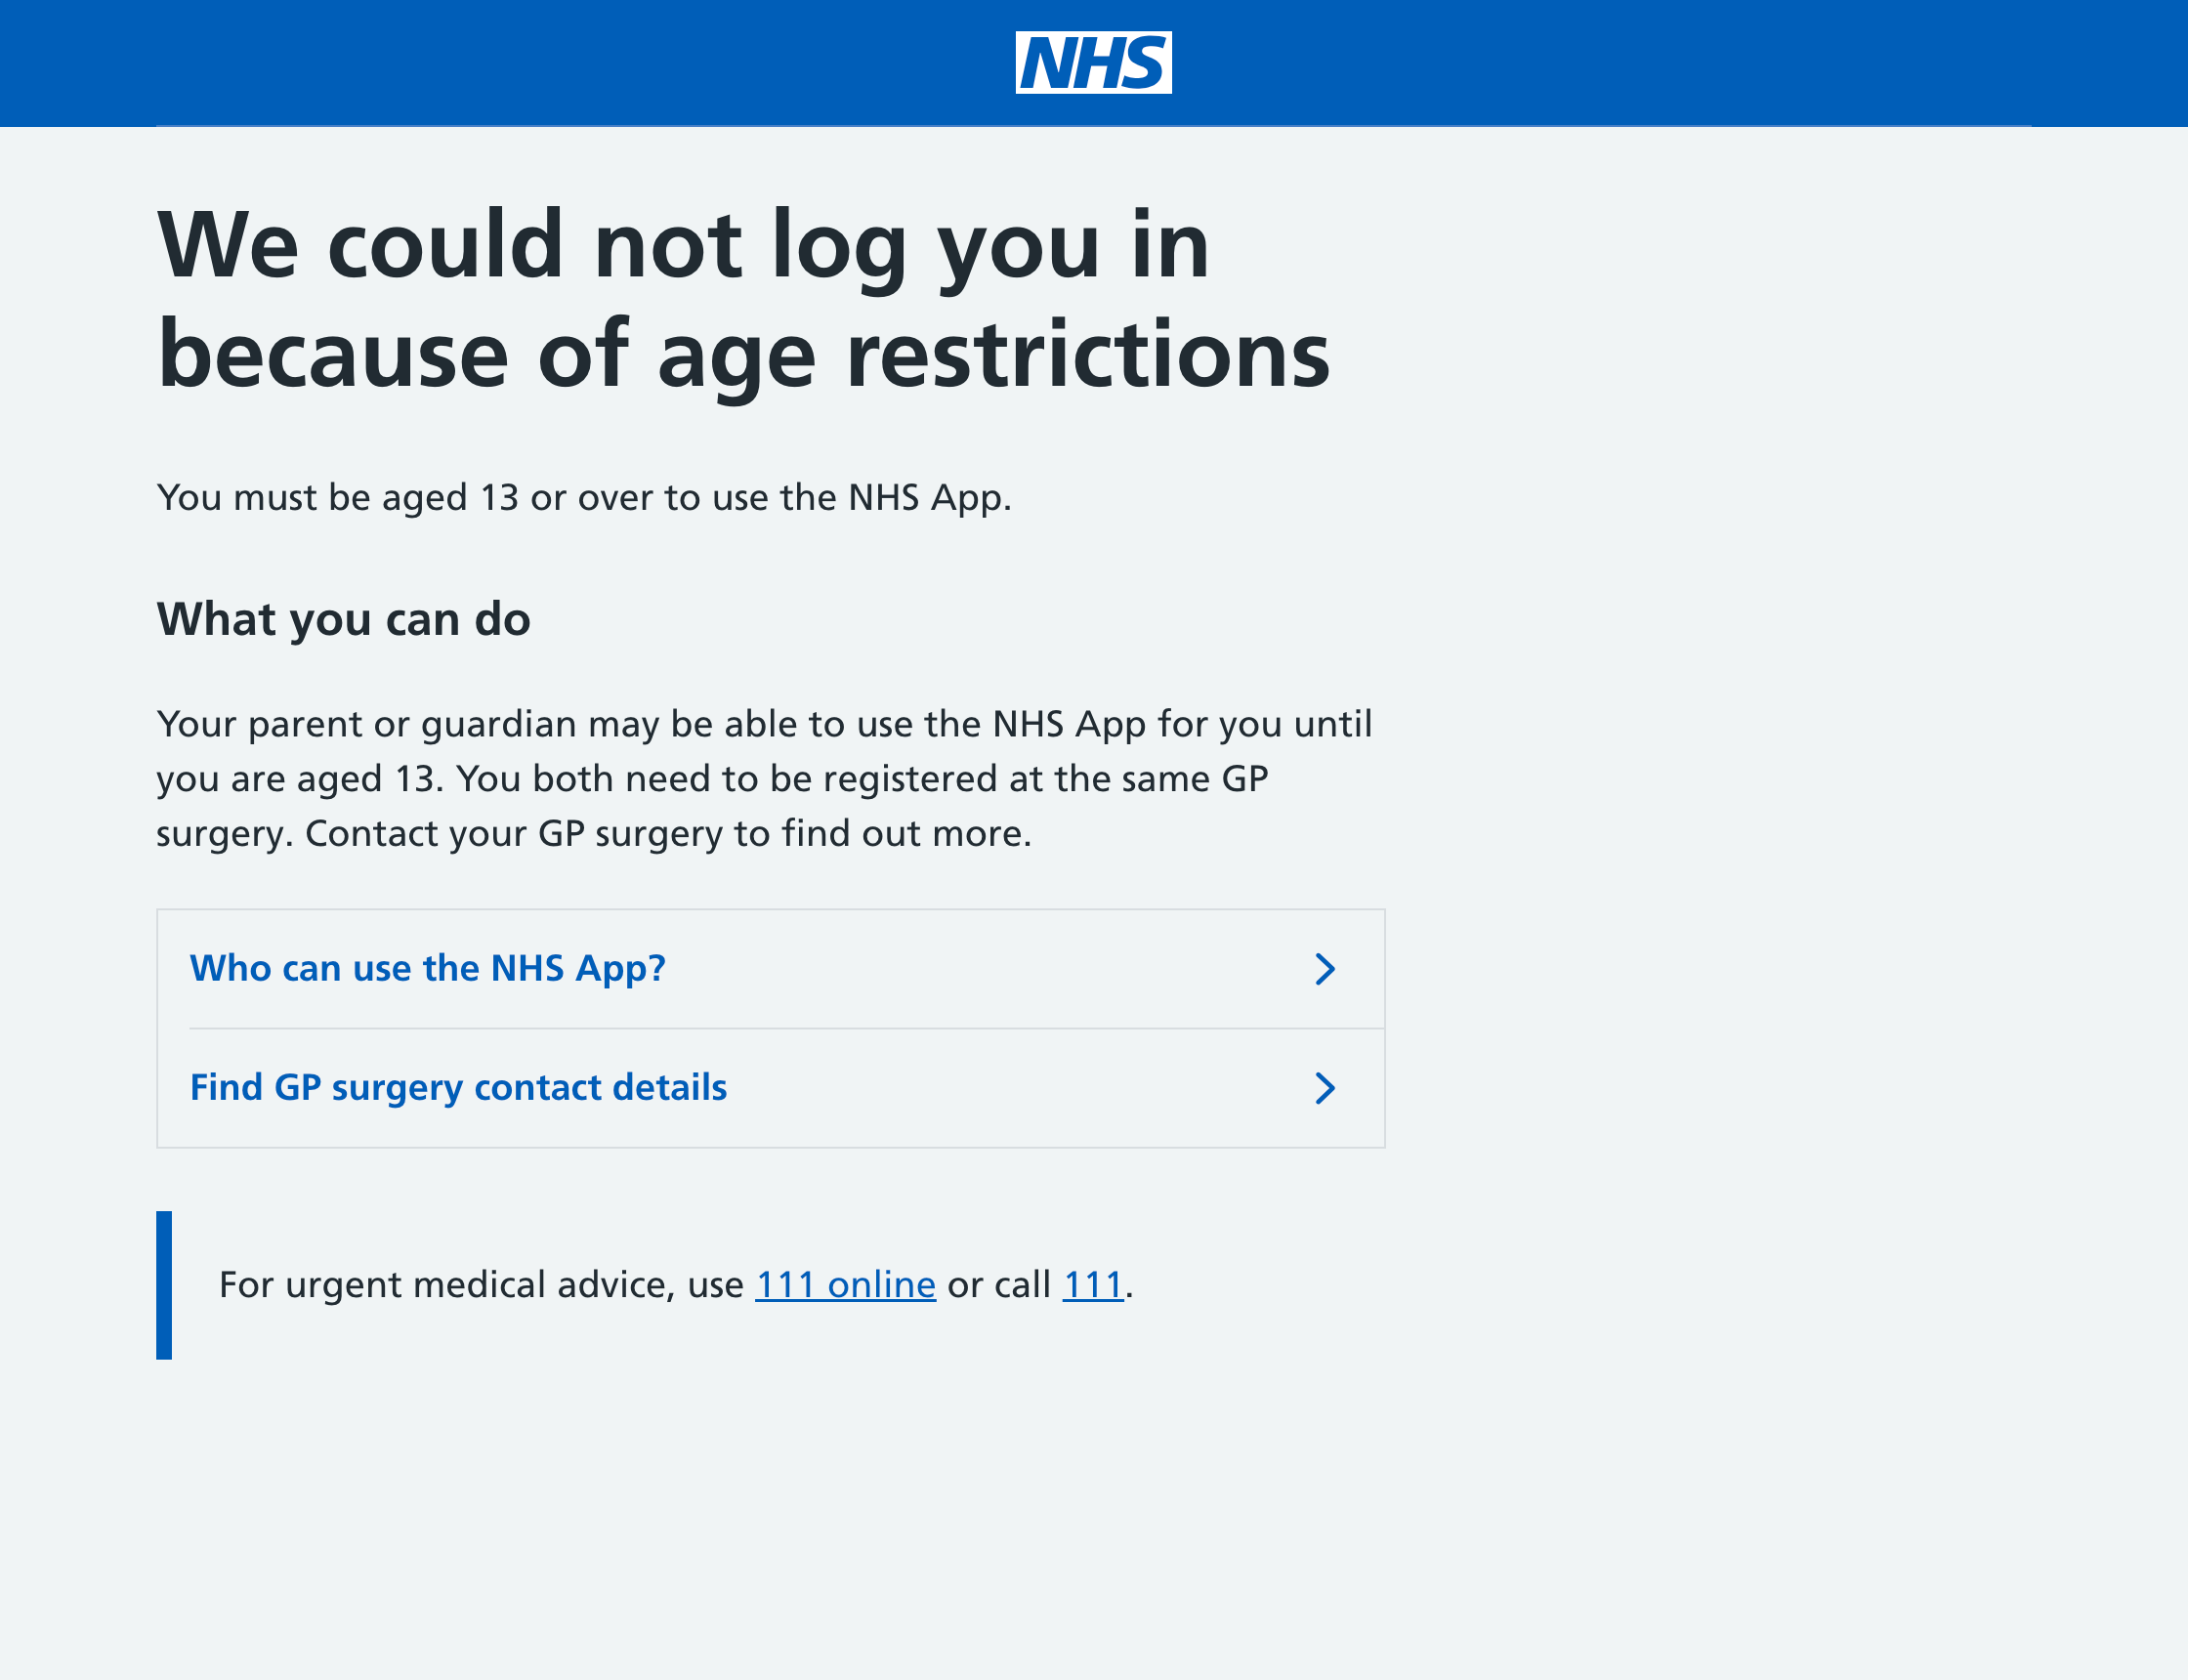 NHS
We could not log you in
because of age restrictions
You must be aged 13 or over to use the NHS App.
What you can do
Your parent or guardian may be able to use the NHS App for you until
you are aged 13. You both need to be registered at the same GP
surgery. Contact your GP surgery to find out more.
Who can use the NHS App?
Find GP surgery contact details
For urgent medical advice, use 111 online or call 111.